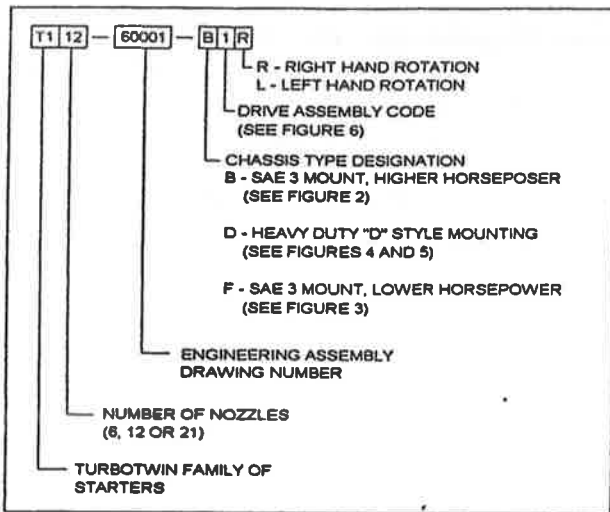 T1 12 — 60001 — B 1 R
R - RIGHT HAND ROTATION
L - LEFT HAND ROTATION
DRIVE ASSEMBLY CODE
(SEE FIGURE 6)
CHASSIS TYPE DESIGNATION
B - SAE 3 MOUNT, HIGHER HORSEPOSER
(SEE FIGURE 2)
D - HEAVY DUTY "D" STYLE MOUNTING
(SEE FIGURES 4 AND 5)
F - SAE 3 MOUNT, LOWER HORSEPOWER
(SEE FIGURE 3)
ENGINEERING ASSEMBLY
DRAWING NUMBER
NUMBER OF NOZZLES
(6, 12 OR 21)
TURBOTWIN FAMILY OF
STARTERS